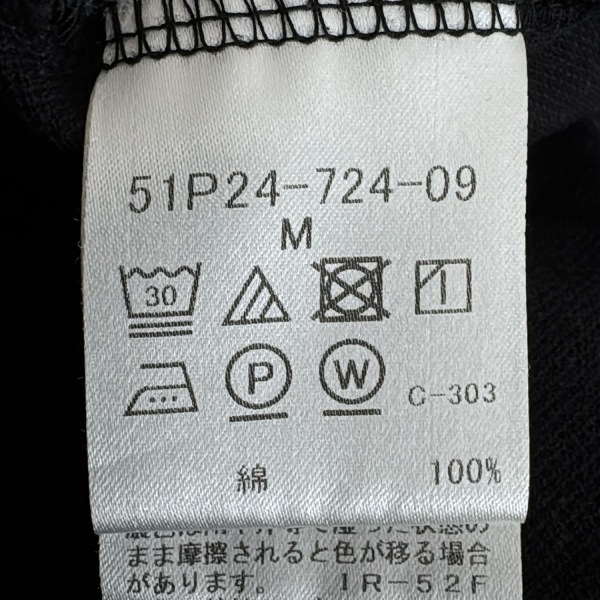 51P24-724-09
M
30
P W C-303
綿 100%
まま摩擦されると色が移る場合
があります。 IR-52F